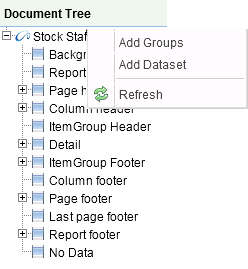 Document Tree
Stock Sta
Add Groups
Backgr
Add Dataset
Report
Page h
Refresh
Column header
ItemGroup Header
Detail
ItemGroup Footer
Column footer
Page footer
Last page footer
Report footer
No Data